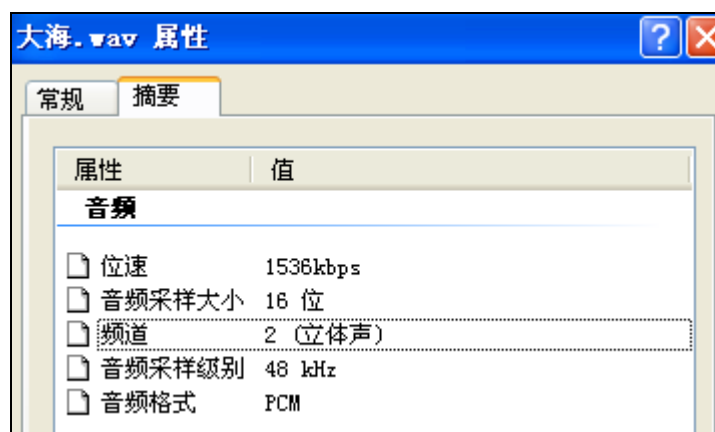 大海.wav 属性
常规 摘要
属性 值
音频
位速 1536kbps
音频采样大小 16 位
频道 2 (立体声)
音频采样级别 48 kHz
音频格式 PCM